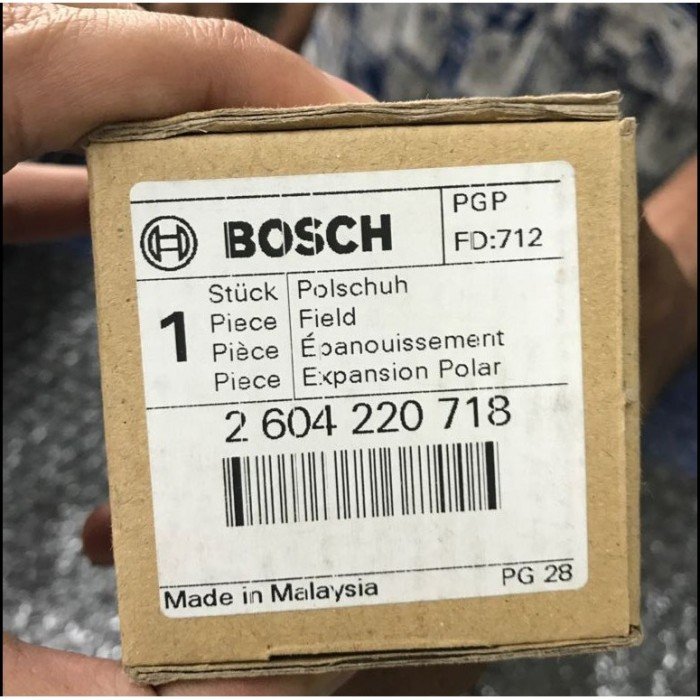 BOSCH
PGP
FD:712
1
Stück Polschuh
Piece Field
Pièce Épanouissement
Piece Expansion Polar
2 604 220 718
Made in Malaysia
PG 28